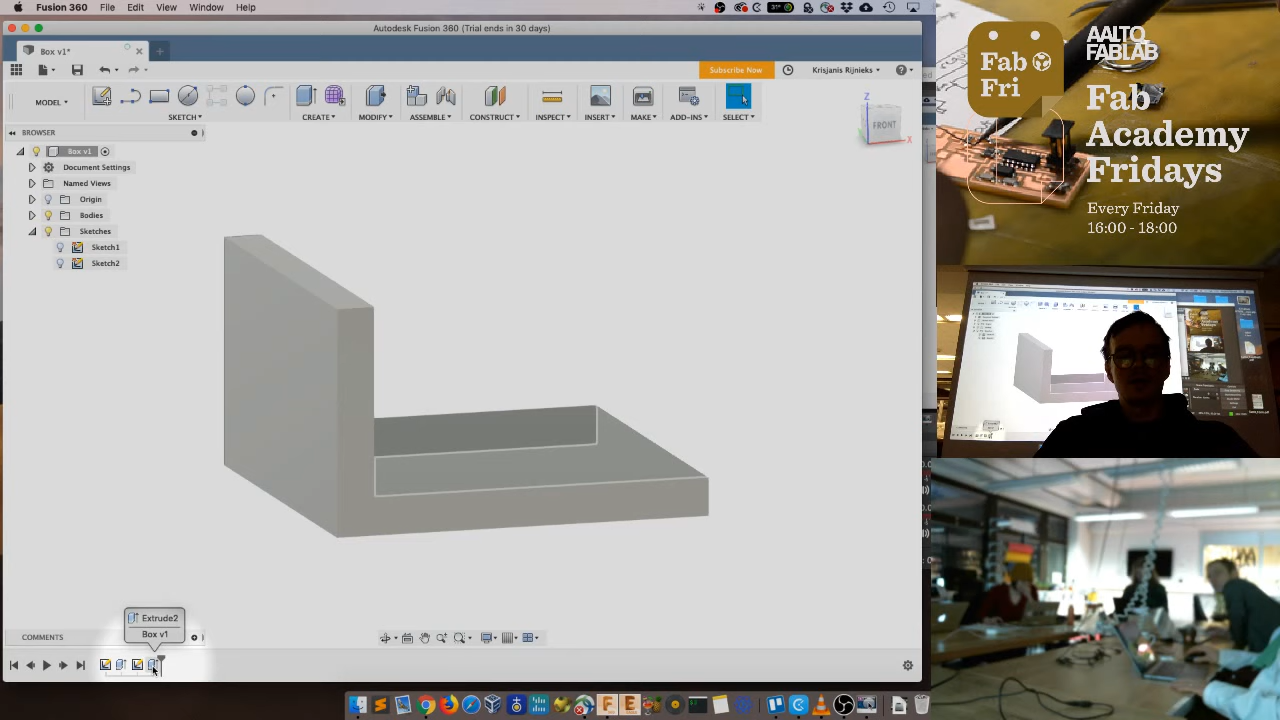 Fusion 360 File Edit View Window Help
31°
Autodesk Fusion 360 (Trial ends in 30 days)
Box v1*
Subscribe Now Krisjanis Rijnieks
MODEL SKETCH CREATE MODIFY ASSEMBLE CONSTRUCT INSPECT INSERT MAKE ADD-INS SELECT
BROWSER
Box v1
Document Settings
Named Views
Origin
Bodies
Sketches
Sketch1
Sketch2
Z
FRONT
X
Extrude2
Box v1
COMMENTS
Fab
Fri
AALTO
FABLAB
Fab
Academy
Fridays
Every Friday
16:00 - 18:00